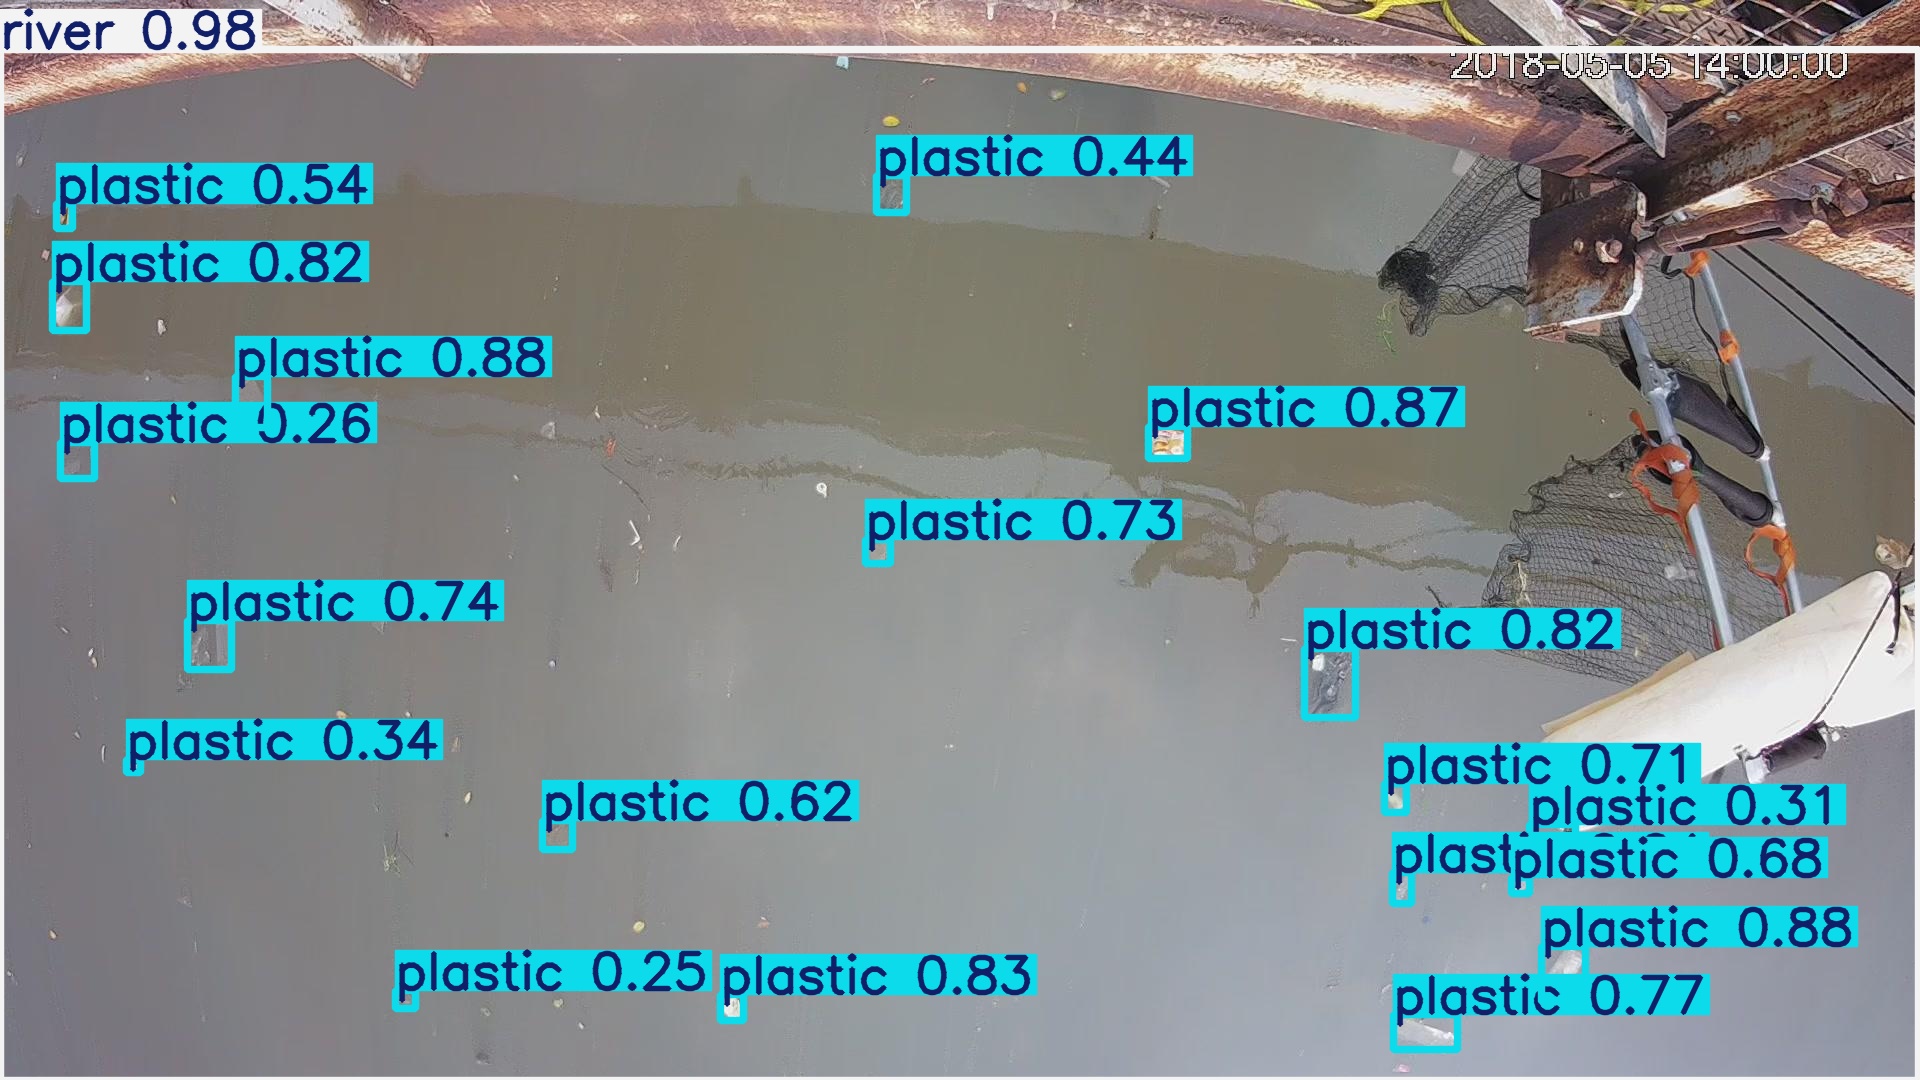 river 0.98
2018-05-05 14:00:00
plastic 0.44
plastic 0.54
plastic 0.82
plastic 0.88
plastic 0.87
plastic 0.26
plastic 0.73
plastic 0.74
plastic 0.82
plastic 0.34
plastic 0.71
plastic 0.62
plastic 0.31
plastic 0.68
plastic 0.88
plastic 0.25
plastic 0.83
plastic 0.77